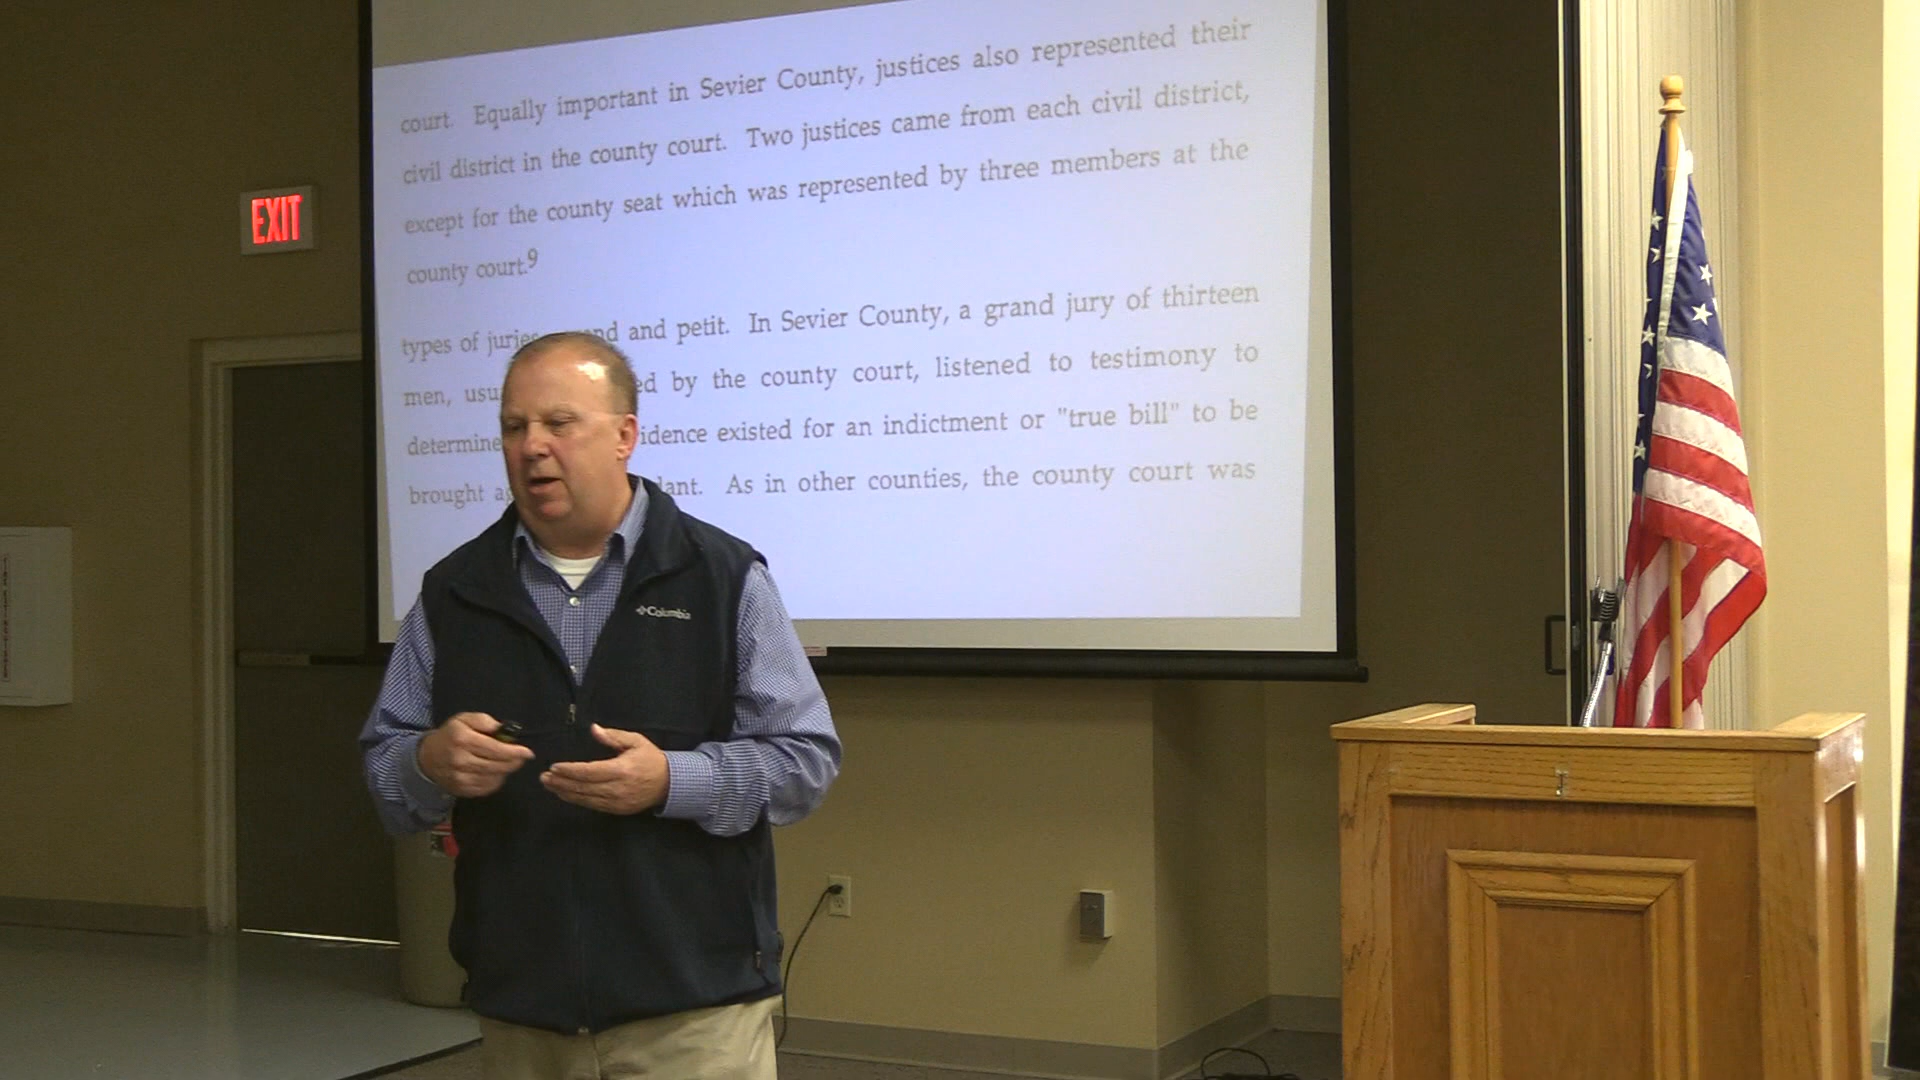 court. Equally important in Sevier County, justices also represented their
civil district in the county court. Two justices came from each civil district,
except for the county seat which was represented by three members at the
county court.9
types of juries and petit. In Sevier County, a grand jury of thirteen
men, by the county court, listened to testimony to
determine existed for an indictment or "true bill" to be
brought As in other counties, the county court was
EXIT
Columbia